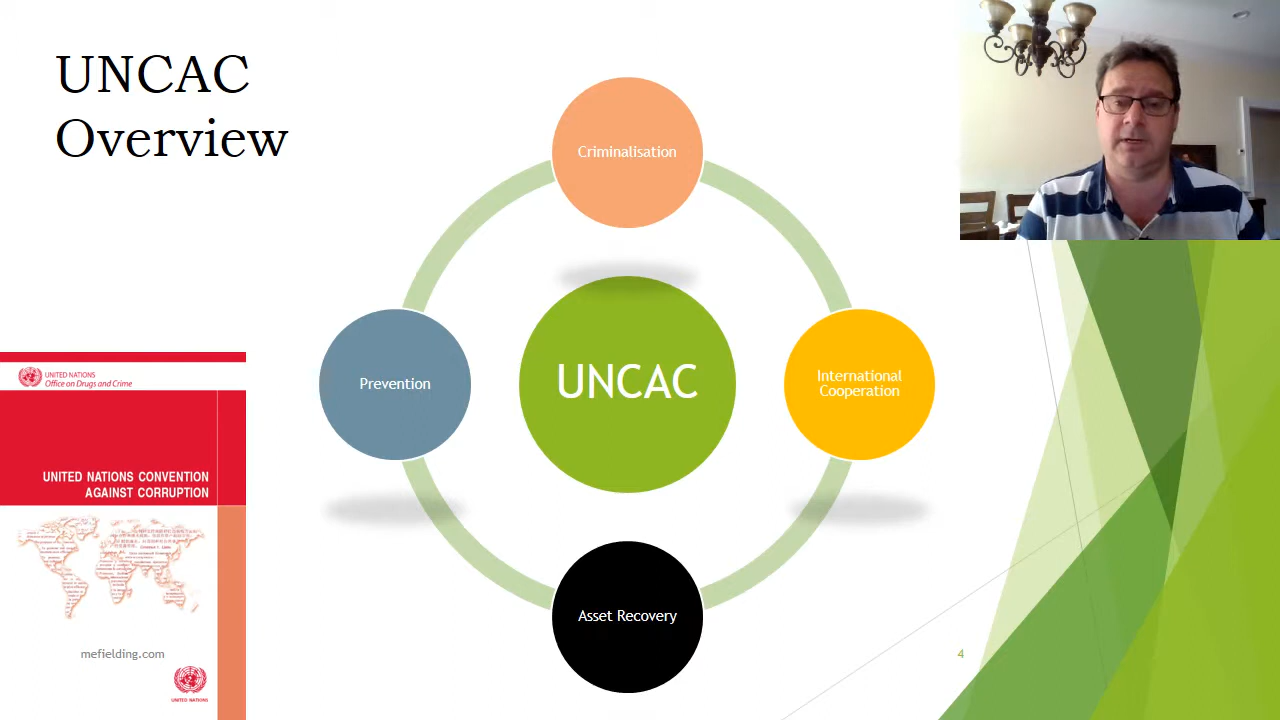 UNCAC
Overview
Criminalisation
Prevention
UNCAC
International
Cooperation
Asset Recovery
UNITED NATIONS
Office on Drugs and Crime
UNITED NATIONS CONVENTION
AGAINST CORRUPTION
mefielding.com
UNITED NATIONS
4